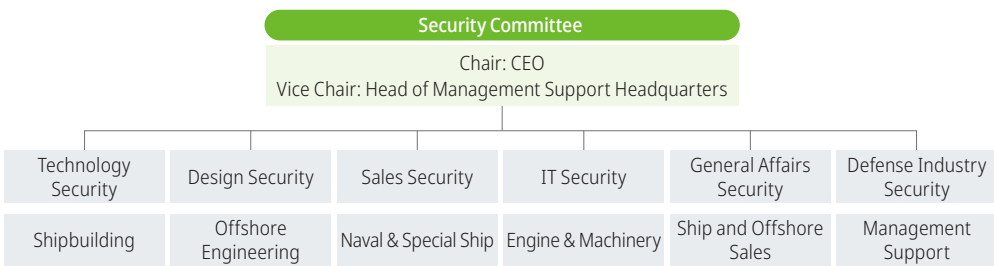 Security Committee
Chair: CEO
Vice Chair: Head of Management Support Headquarters
Technology
Security
Design Security
Sales Security
IT Security
General Affairs
Security
Defense Industry
Security
Shipbuilding
Offshore
Engineering
Naval & Special Ship
Engine & Machinery
Ship and Offshore
Sales
Management
Support